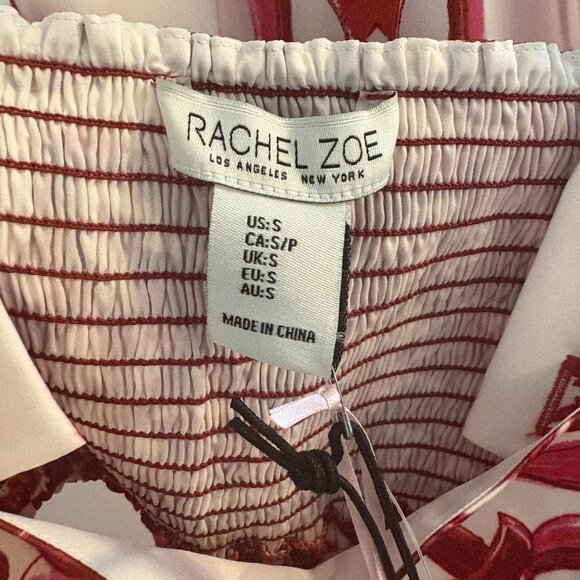 RACHEL ZOE
LOS ANGELES NEW YORK
US:S
CA:S/P
UK:S
EU:S
AU:S
MADE IN CHINA